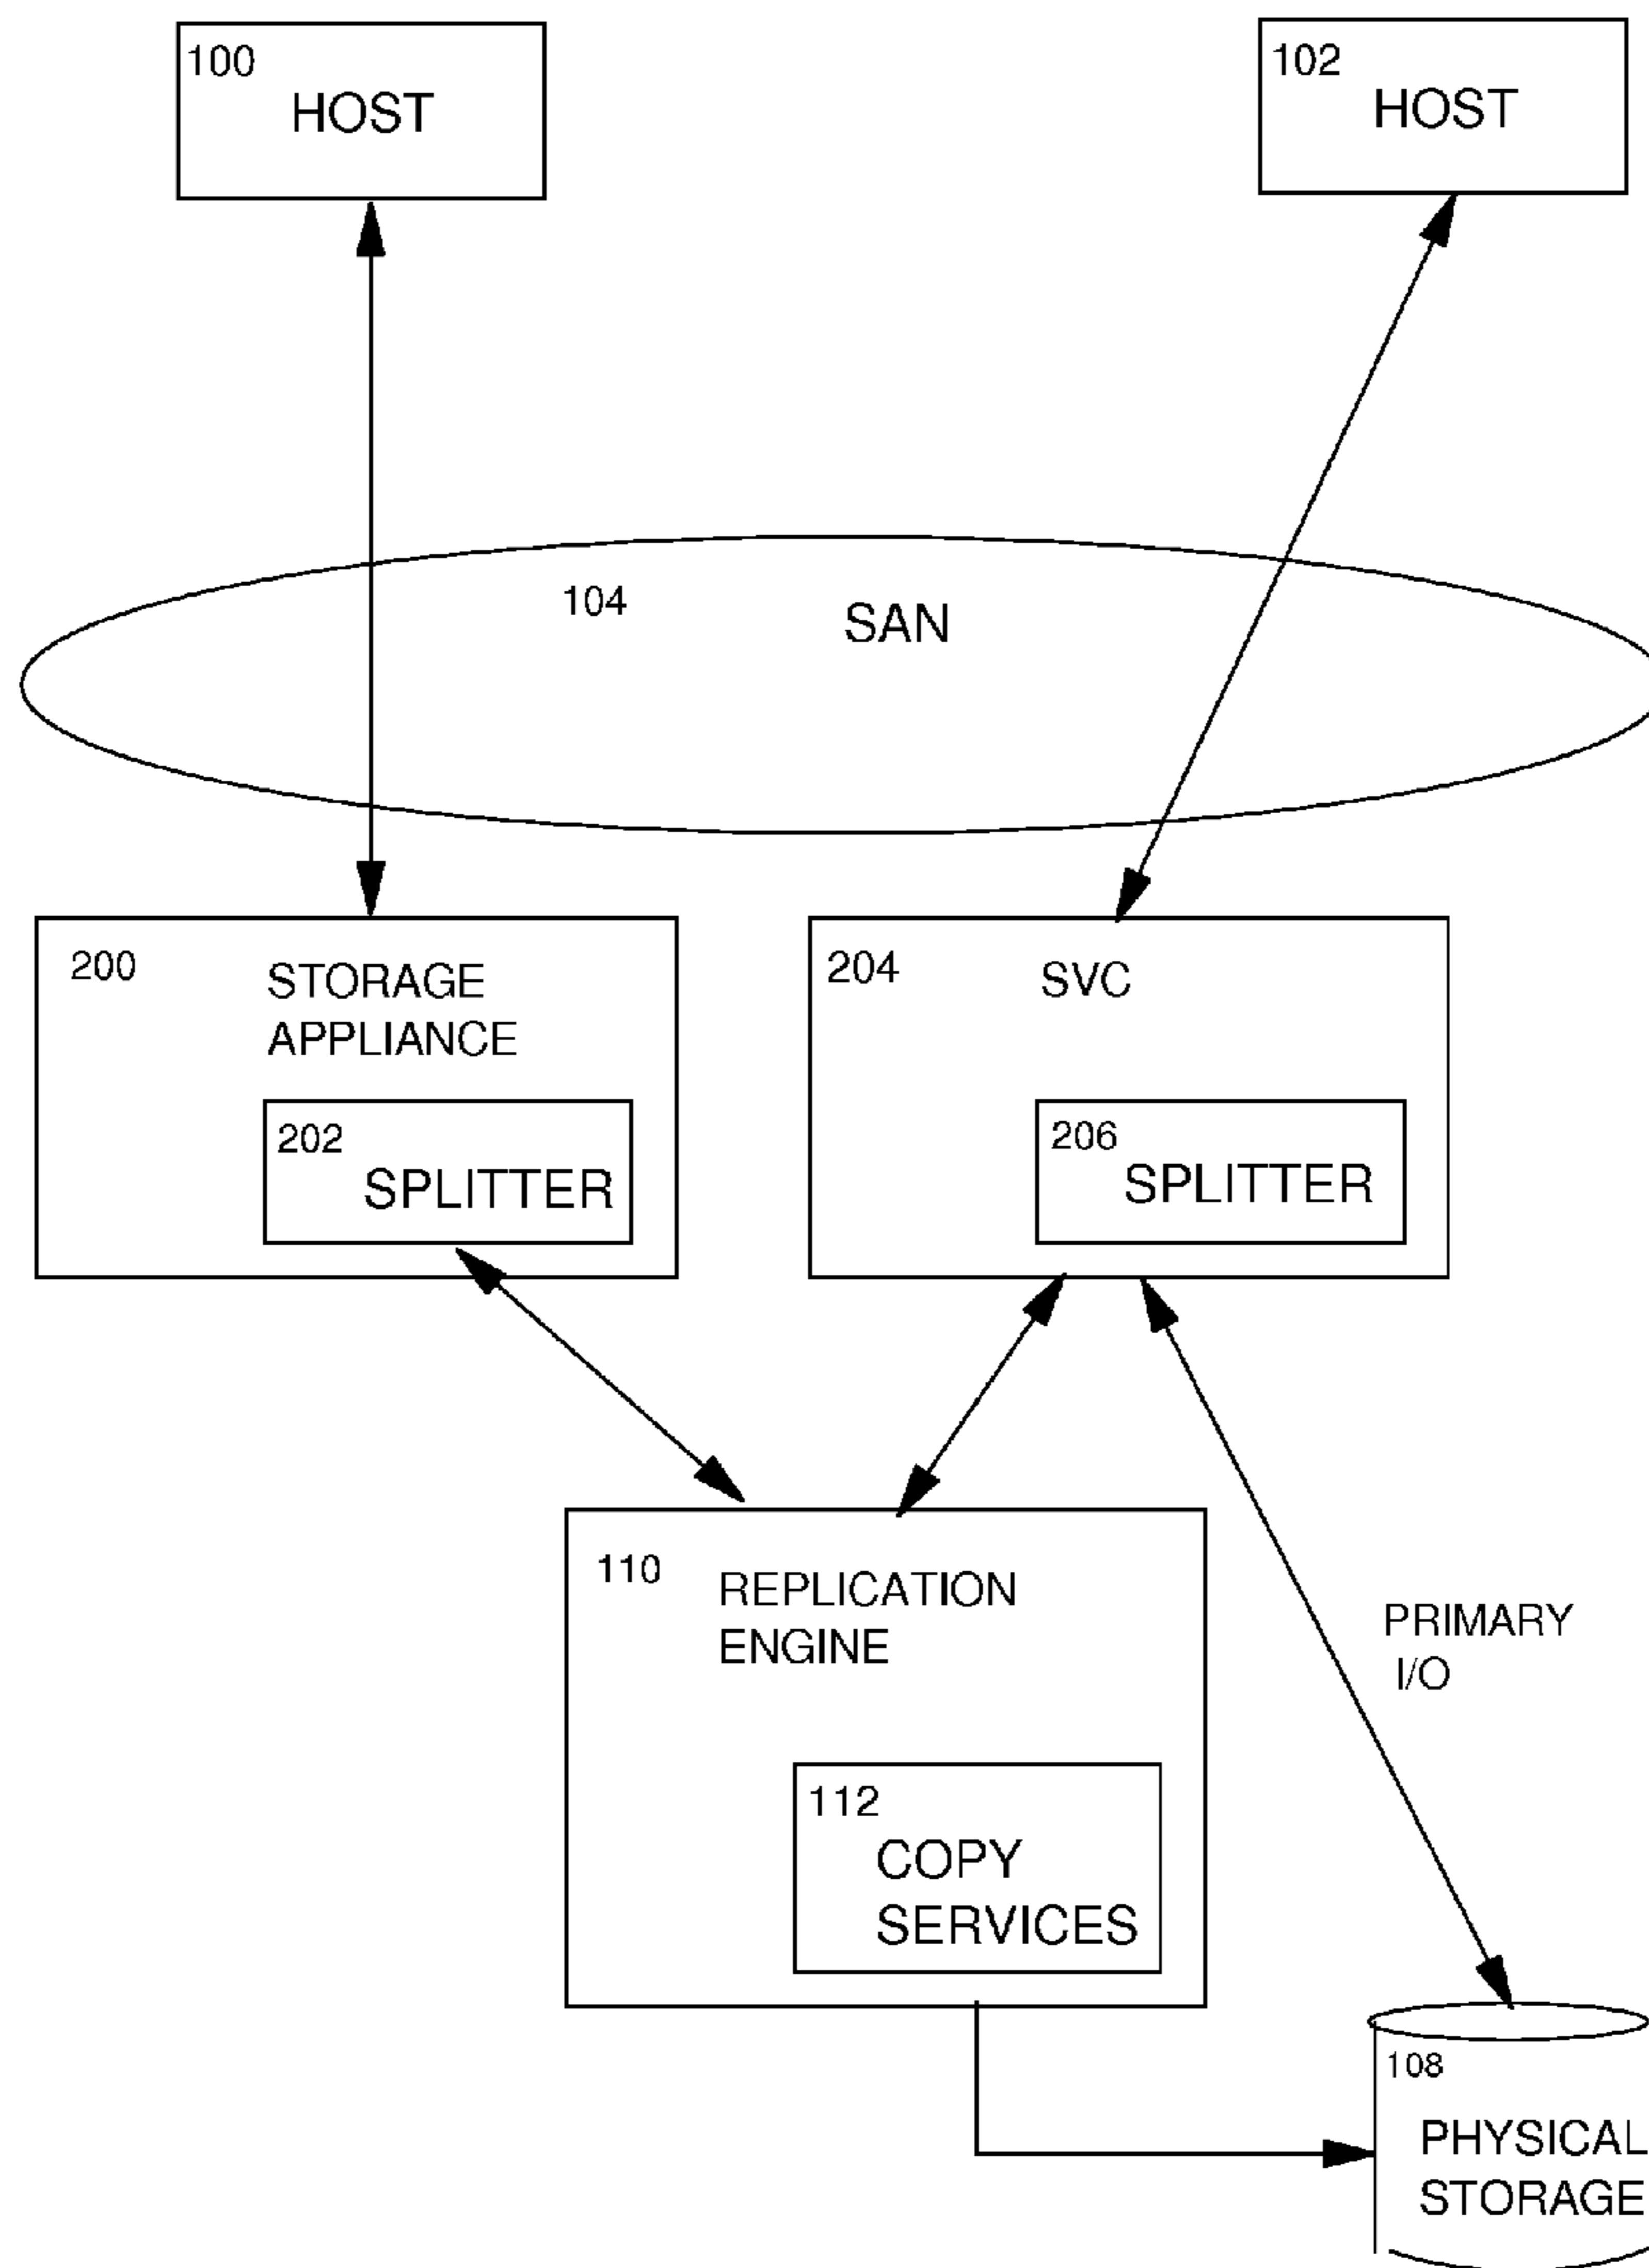 100
HOST
102
HOST
104
SAN
200
STORAGE
APPLIANCE
202
SPLITTER
204
SVC
206
SPLITTER
110
REPLICATION
ENGINE
112
COPY
SERVICES
PRIMARY
I/O
108
PHYSICAL
STORAGE